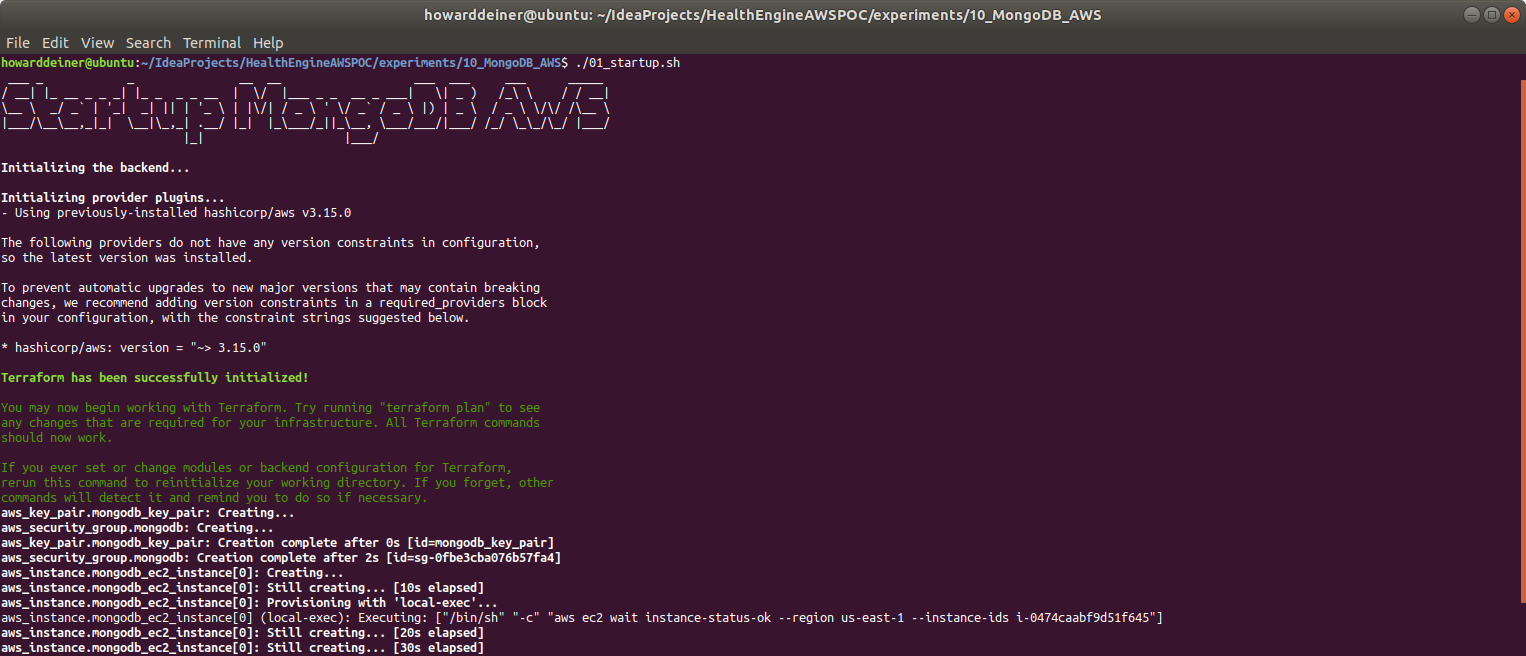 howarddeiner@ubuntu: ~/IdeaProjects/HealthEngineAWSPOC/experiments/10_MongoDB_AWS
File Edit View Search Terminal Help
howarddeiner@ubuntu:~/IdeaProjects/HealthEngineAWSPOC/experiments/10_MongoDB_AWS$ ./01_startup.sh
Startup MongoDB AWS
Initializing the backend...
Initializing provider plugins...
- Using previously-installed hashicorp/aws v3.15.0
The following providers do not have any version constraints in configuration,
so the latest version was installed.
To prevent automatic upgrades to new major versions that may contain breaking
changes, we recommend adding version constraints in a required_providers block
in your configuration, with the constraint strings suggested below.
* hashicorp/aws: version = "~> 3.15.0"
Terraform has been successfully initialized!
You may now begin working with Terraform. Try running "terraform plan" to see
any changes that are required for your infrastructure. All Terraform commands
should now work.
If you ever set or change modules or backend configuration for Terraform,
rerun this command to reinitialize your working directory. If you forget, other
commands will detect it and remind you to do so if necessary.
aws_key_pair.mongodb_key_pair: Creating...
aws_security_group.mongodb: Creating...
aws_key_pair.mongodb_key_pair: Creation complete after 0s [id=mongodb_key_pair]
aws_security_group.mongodb: Creation complete after 2s [id=sg-0fbe3cba076b57fa4]
aws_instance.mongodb_ec2_instance[0]: Creating...
aws_instance.mongodb_ec2_instance[0]: Still creating... [10s elapsed]
aws_instance.mongodb_ec2_instance[0]: Provisioning with 'local-exec'...
aws_instance.mongodb_ec2_instance[0] (local-exec): Executing: ["/bin/sh" "-c" "aws ec2 wait instance-status-ok --region us-east-1 --instance-ids i-0474caabf9d51f645"]
aws_instance.mongodb_ec2_instance[0]: Still creating... [20s elapsed]
aws_instance.mongodb_ec2_instance[0]: Still creating... [30s elapsed]